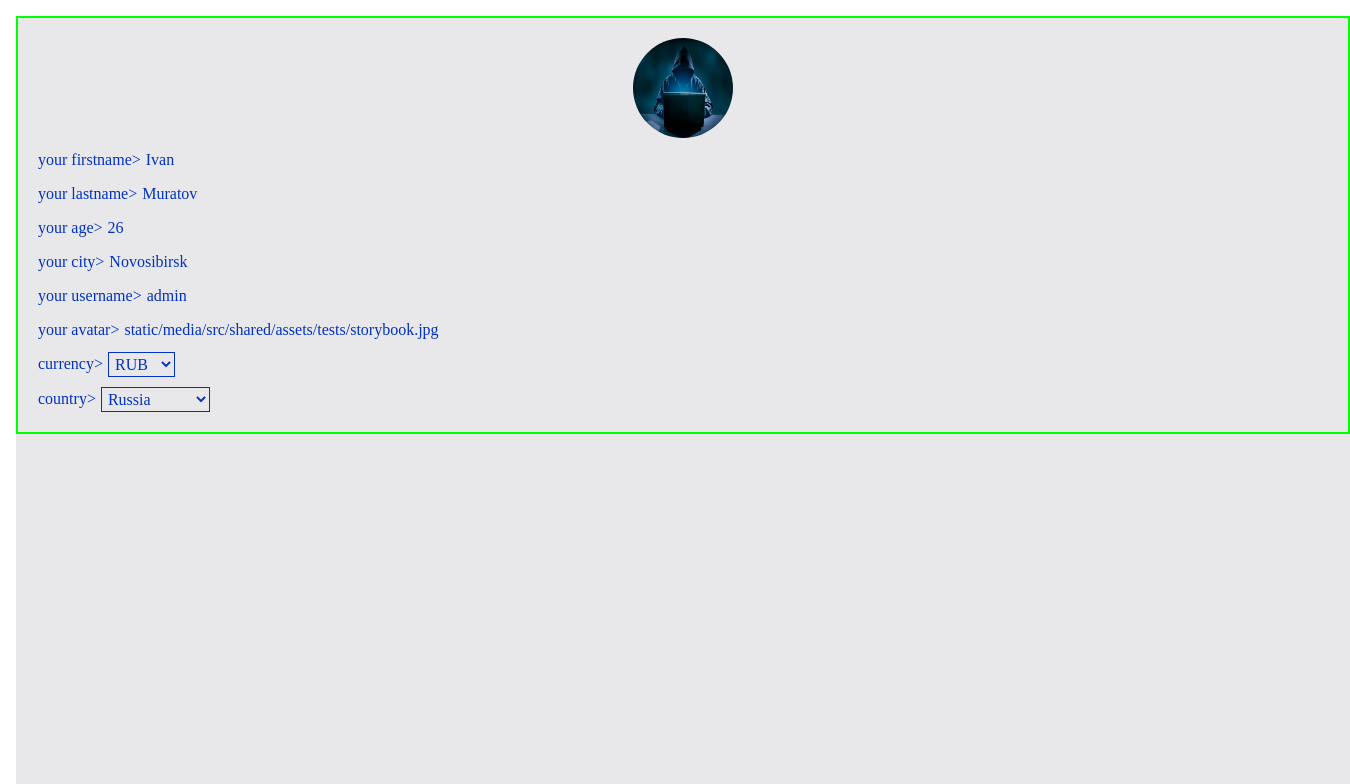 your firstname> Ivan
your lastname> Muratov
your age> 26
your city> Novosibirsk
your username> admin
your avatar> static/media/src/shared/assets/tests/storybook.jpg
currency> RUB
country> Russia